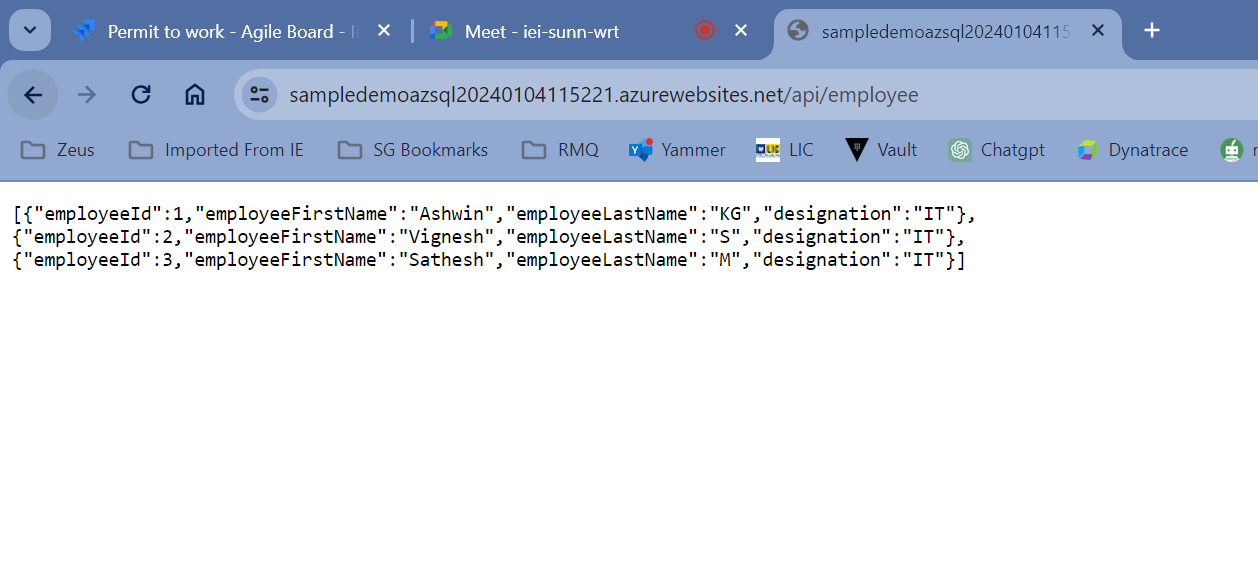 Permit to work - Agile Board - I
Meet - iei-sunn-wrt
sampledemoazsql20240104115
sampledemoazsql20240104115221.azurewebsites.net/api/employee
Zeus Imported From IE SG Bookmarks RMQ Yammer LIC Vault Chatgpt Dynatrace
[{"employeeId":1,"employeeFirstName":"Ashwin","employeeLastName":"KG","designation":"IT"},
{"employeeId":2,"employeeFirstName":"Vignesh","employeeLastName":"S","designation":"IT"},
{"employeeId":3,"employeeFirstName":"Sathesh","employeeLastName":"M","designation":"IT"}]